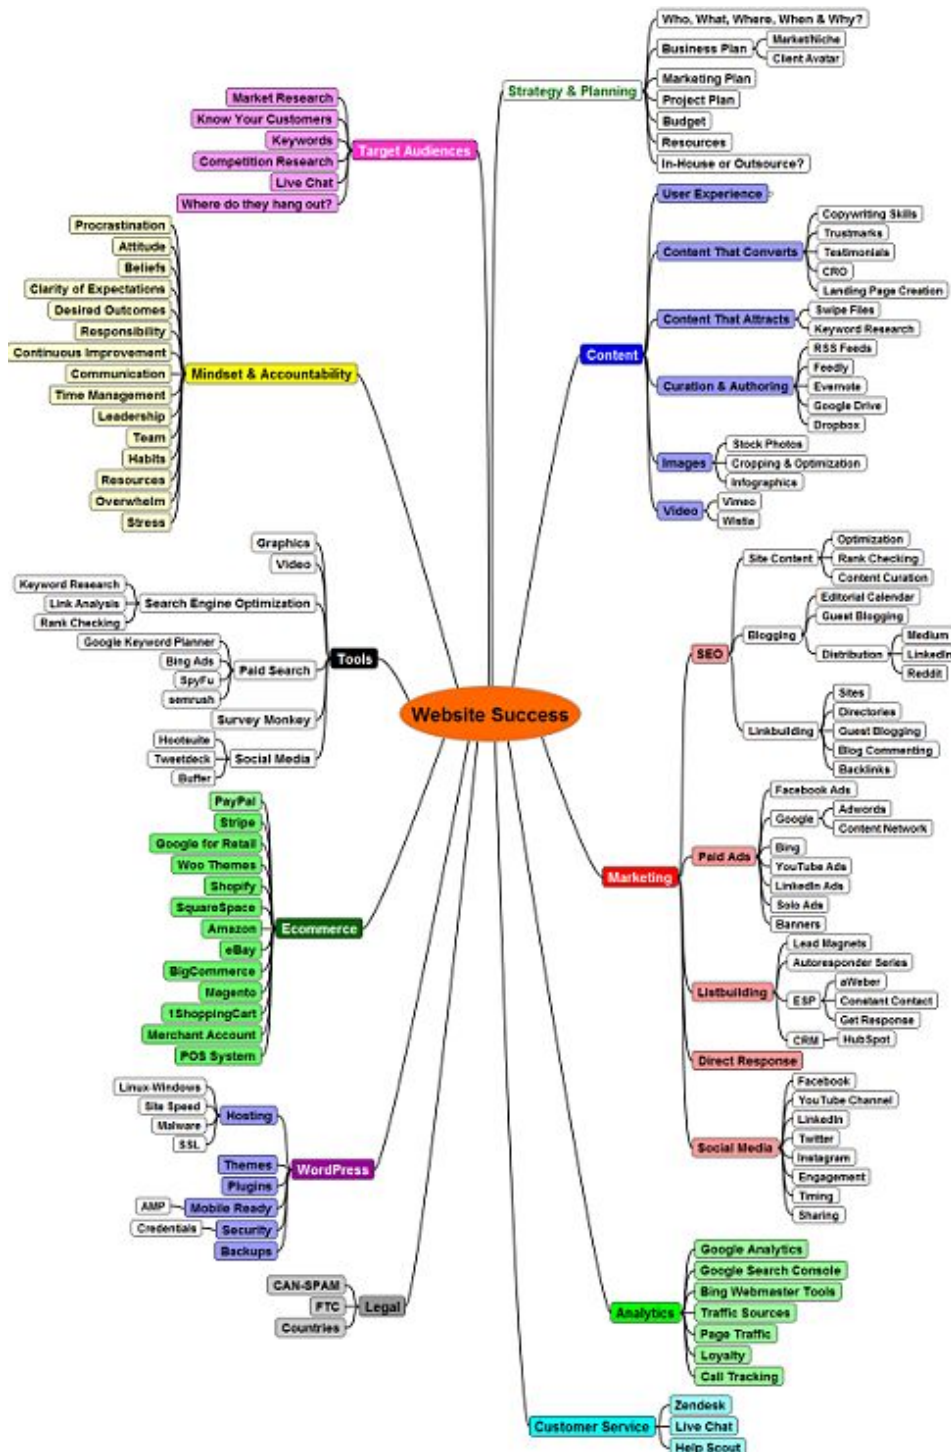 Website Success
Strategy & Planning
Who, What, Where, When & Why?
Business Plan
Market/Niche
Client Avatar
Marketing Plan
Project Plan
Budget
Resources
In-House or Outsource?
Content
User Experience
Content That Converts
Copywriting Skills
Trustmarks
Testimonials
CRO
Landing Page Creation
Content That Attracts
Swipe Files
Keyword Research
Curation & Authoring
RSS Feeds
Feedly
Evernote
Google Drive
Dropbox
Images
Stock Photos
Cropping & Optimization
Infographics
Video
Vimeo
Wistia
Marketing
SEO
Site Content
Optimization
Rank Checking
Content Curation
Blogging
Editorial Calendar
Guest Blogging
Distribution
Medium
LinkedIn
Reddit
Linkbuilding
Sites
Directories
Guest Blogging
Blog Commenting
Backlinks
Paid Ads
Facebook Ads
Google
Adwords
Content Network
Bing
YouTube Ads
LinkedIn Ads
Solo Ads
Banners
Listbuilding
Lead Magnets
Autoresponder Series
ESP
aWeber
Constant Contact
Get Response
CRM
HubSpot
Direct Response
Social Media
Facebook
YouTube Channel
LinkedIn
Twitter
Instagram
Engagement
Timing
Sharing
Analytics
Google Analytics
Google Search Console
Bing Webmaster Tools
Traffic Sources
Page Traffic
Loyalty
Call Tracking
Customer Service
Zendesk
Live Chat
Help Scout
Target Audiences
Market Research
Know Your Customers
Keywords
Competition Research
Live Chat
Where do they hang out?
Mindset & Accountability
Procrastination
Attitude
Beliefs
Clarity of Expectations
Desired Outcomes
Responsibility
Continuous Improvement
Communication
Time Management
Leadership
Team
Habits
Resources
Overwhelm
Stress
Tools
Graphics
Video
Search Engine Optimization
Keyword Research
Link Analysis
Rank Checking
Paid Search
Google Keyword Planner
Bing Ads
SpyFu
semrush
Survey Monkey
Social Media
Hootsuite
Tweetdeck
Buffer
Ecommerce
PayPal
Stripe
Google for Retail
Woo Themes
Shopify
SquareSpace
Amazon
eBay
BigCommerce
Magento
1ShoppingCart
Merchant Account
POS System
WordPress
Hosting
Linux-Windows
Site Speed
Malware
SSL
Themes
Plugins
Mobile Ready
AMP
Security
Credentials
Backups
Legal
CAN-SPAM
FTC
Countries